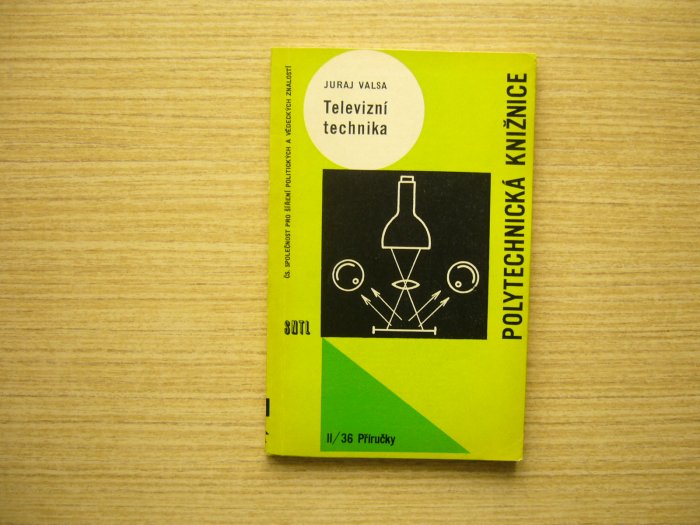 JURAJ VALSA
Televizní
technika
ČS. SPOLEČNOST PRO ŠÍŘENÍ POLITICKÝCH A VĚDECKÝCH ZNALOSTÍ
POLYTECHNICKÁ KNIŽNICE
SNTL
II/36 Příručky